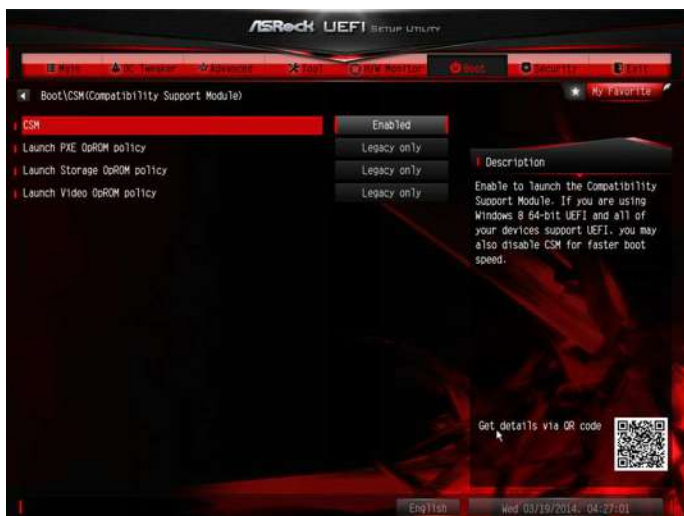 ASRock UEFI SETUP UTILITY
Main OC Tweaker Advanced Tool H/W Monitor Boot Security Exit
Boot\CSM(Compatibility Support Module)
My Favorite
CSM Enabled
Launch PXE OpROM policy Legacy only
Launch Storage OpROM policy Legacy only
Launch Video OpROM policy Legacy only
Description
Enable to launch the Compatibility
Support Module. If you are using
Windows 8 64-bit UEFI and all of
your devices support UEFI, you may
also disable CSM for faster boot
speed.
Get details via QR code
English
Wed 03/19/2014. 04:27:01